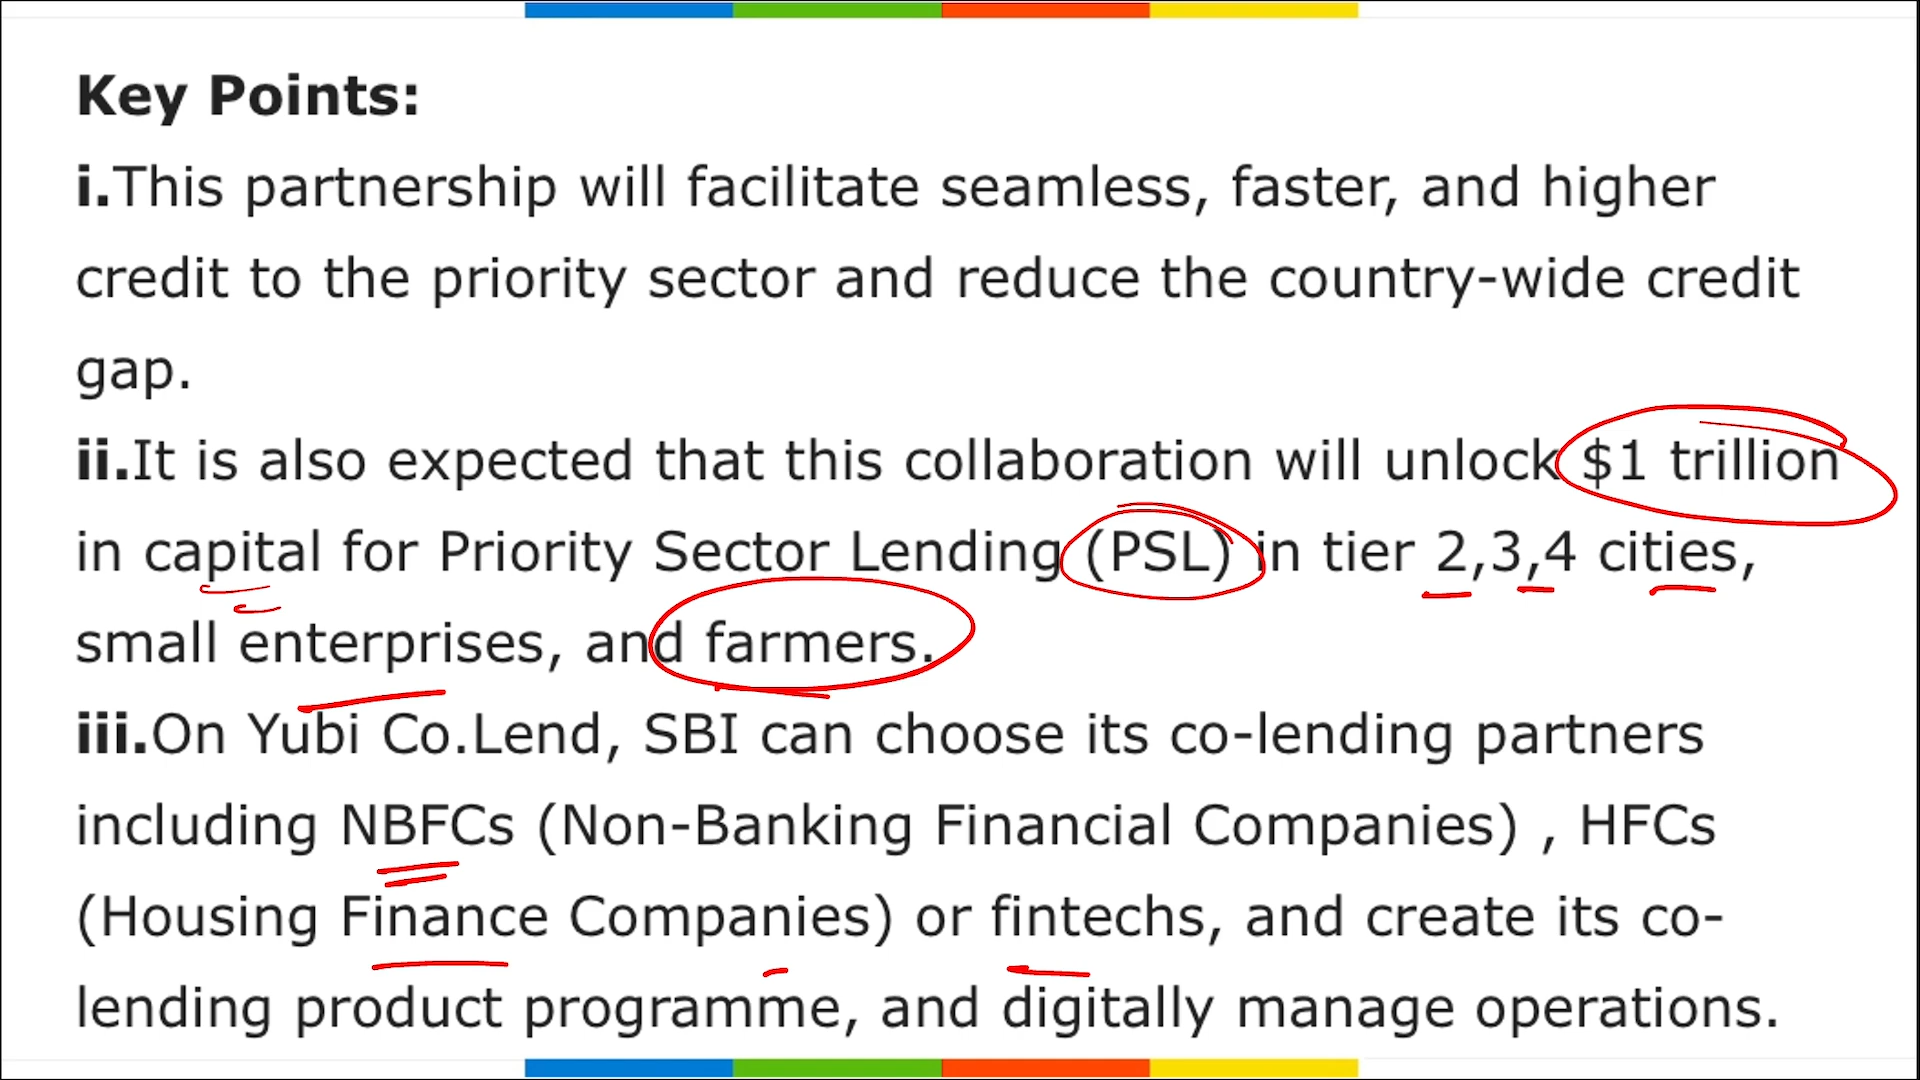 Key Points:
i.This partnership will facilitate seamless, faster, and higher
credit to the priority sector and reduce the country-wide credit
gap.
ii.It is also expected that this collaboration will unlock $1 trillion
in capital for Priority Sector Lending (PSL) in tier 2,3,4 cities,
small enterprises, and farmers.
iii.On Yubi Co.Lend, SBI can choose its co-lending partners
including NBFCs (Non-Banking Financial Companies) , HFCs
(Housing Finance Companies) or fintechs, and create its co-
lending product programme, and digitally manage operations.